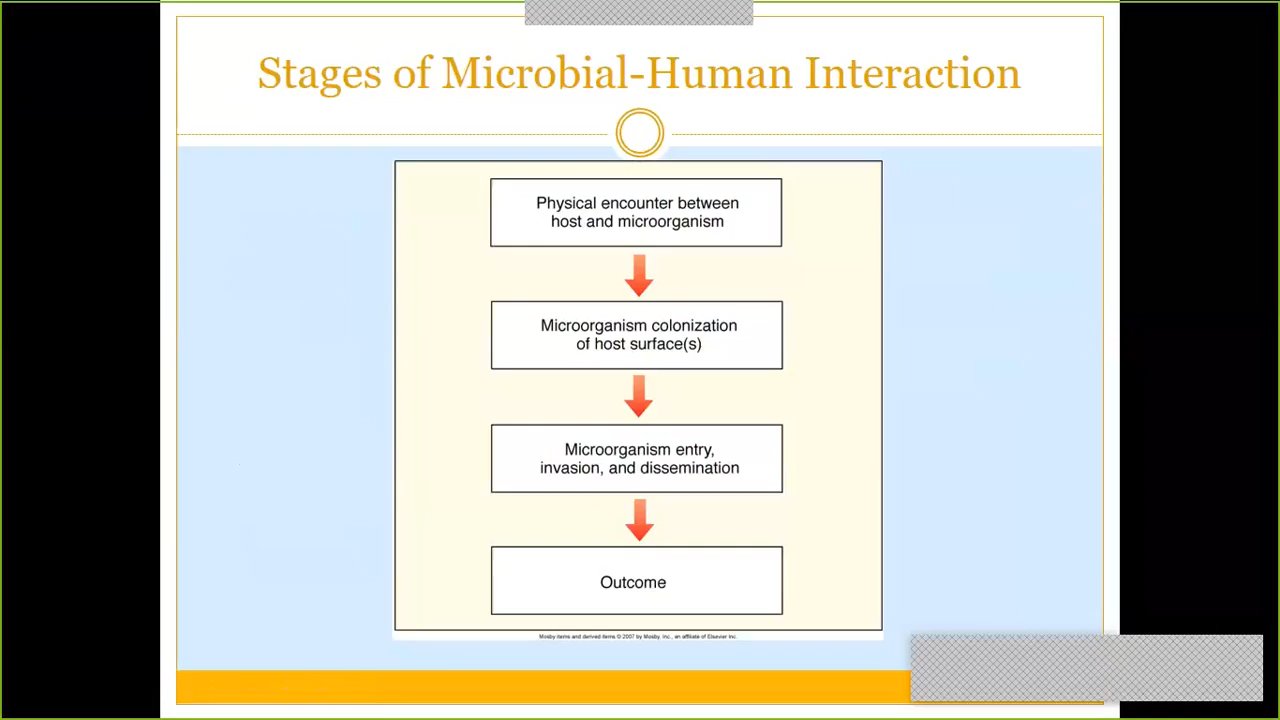 Stages of Microbial-Human Interaction
Physical encounter between
host and microorganism
Microorganism colonization
of host surface(s)
Microorganism entry,
invasion, and dissemination
Outcome
Mosby items and derived items © 2007 by Mosby, Inc., an affiliate of Elsevier Inc.